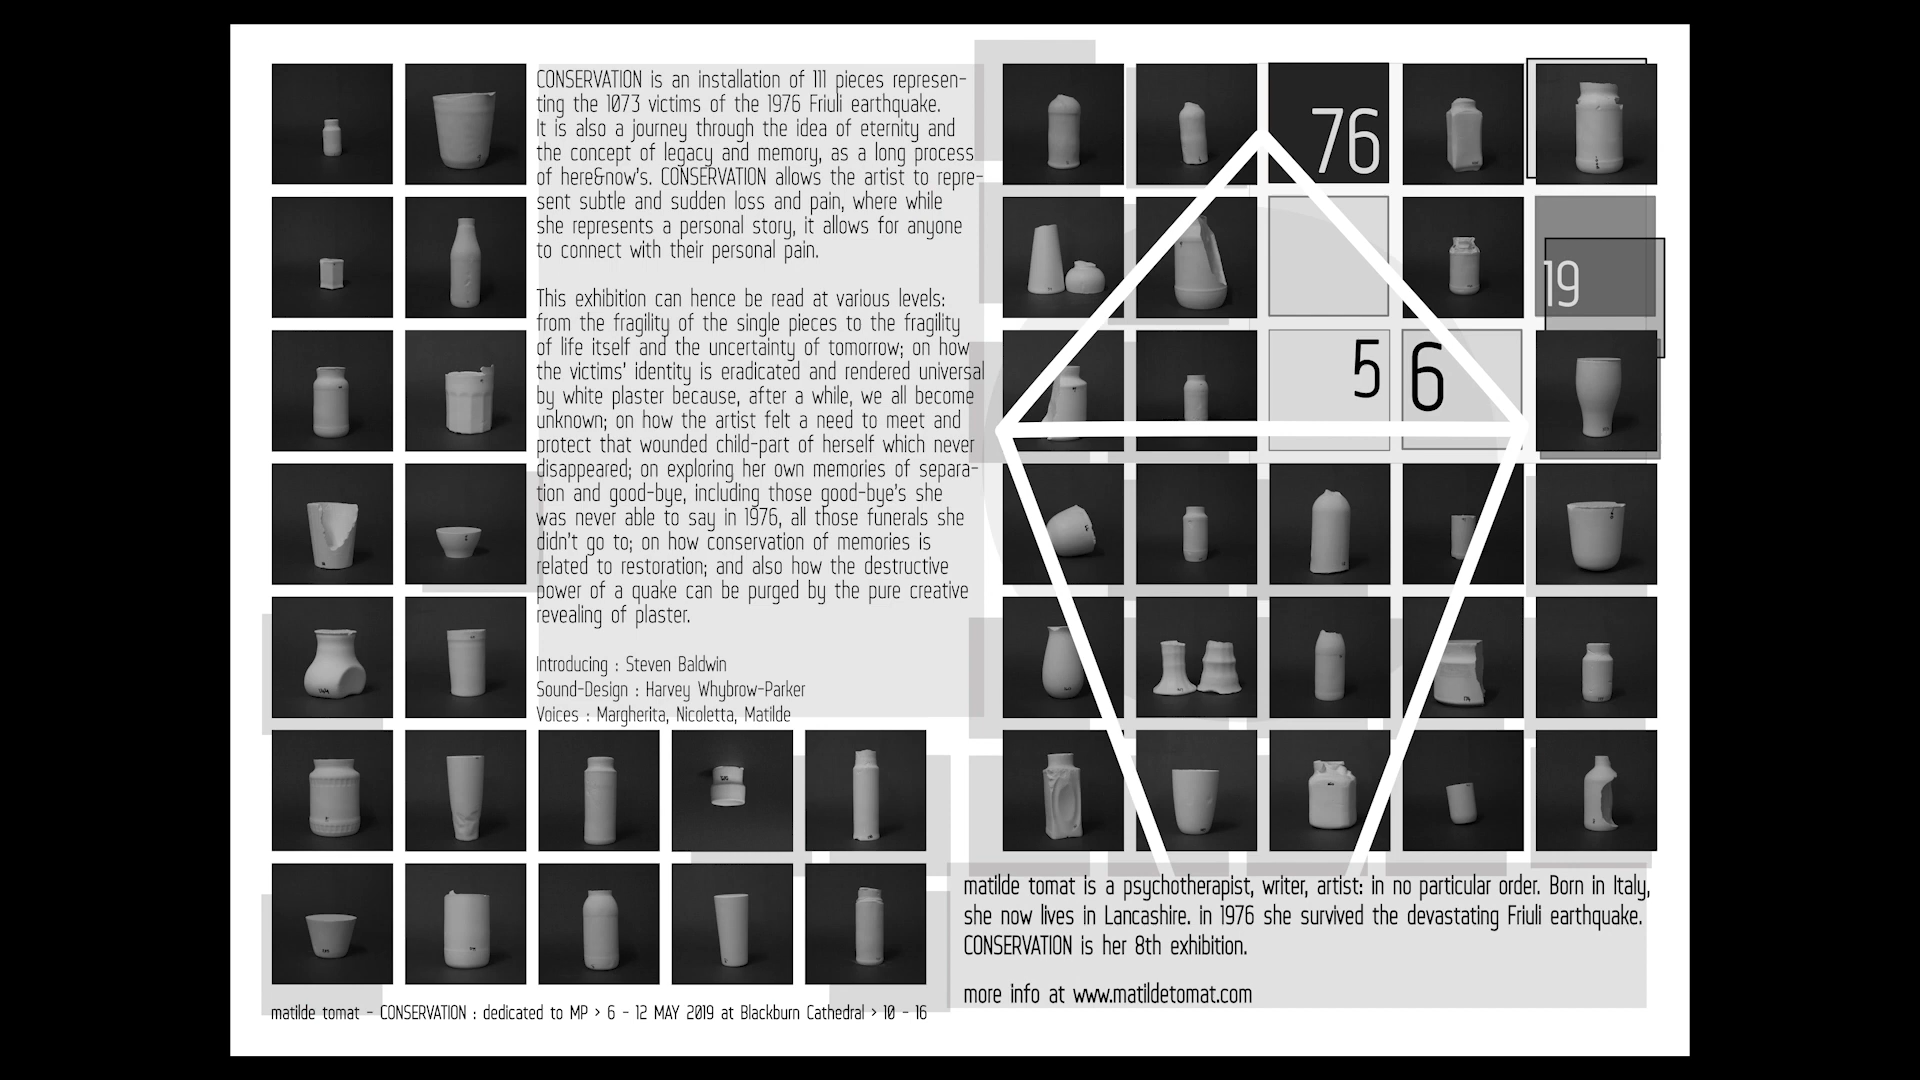 CONSERVATION is an installation of 111 pieces represen-
ting the 1073 victims of the 1976 Friuli earthquake.
It is also a journey through the idea of eternity and
the concept of legacy and memory, as a long process
of here&now's. CONSERVATION allows the artist to repre-
sent subtle and sudden loss and pain, where while
she represents a personal story, it allows for anyone
to connect with their personal pain.
This exhibition can hence be read at various levels:
from the fragility of the single pieces to the fragility
of life itself and the uncertainty of tomorrow; on how
the victims' identity is eradicated and rendered universal
by white plaster because, after a while, we all become
unknown; on how the artist felt a need to meet and
protect that wounded child-part of herself which never
disappeared; on exploring her own memories of separa-
tion and good-bye, including those good-bye's she
was never able to say in 1976, all those funerals she
didn't go to; on how conservation of memories is
related to restoration; and also how the destructive
power of a quake can be purged by the pure creative
revealing of plaster.
Introducing : Steven Baldwin
Sound-Design : Harvey Whybrow-Parker
Voices : Margherita, Nicoletta, Matilde
matilde tomat - CONSERVATION : dedicated to MP > 6 - 12 MAY 2019 at Blackburn Cathedral > 10 - 16
76
19
5 6
matilde tomat is a psychotherapist, writer, artist: in no particular order. Born in Italy,
she now lives in Lancashire. in 1976 she survived the devastating Friuli earthquake.
CONSERVATION is her 8th exhibition.
more info at www.matildetomat.com